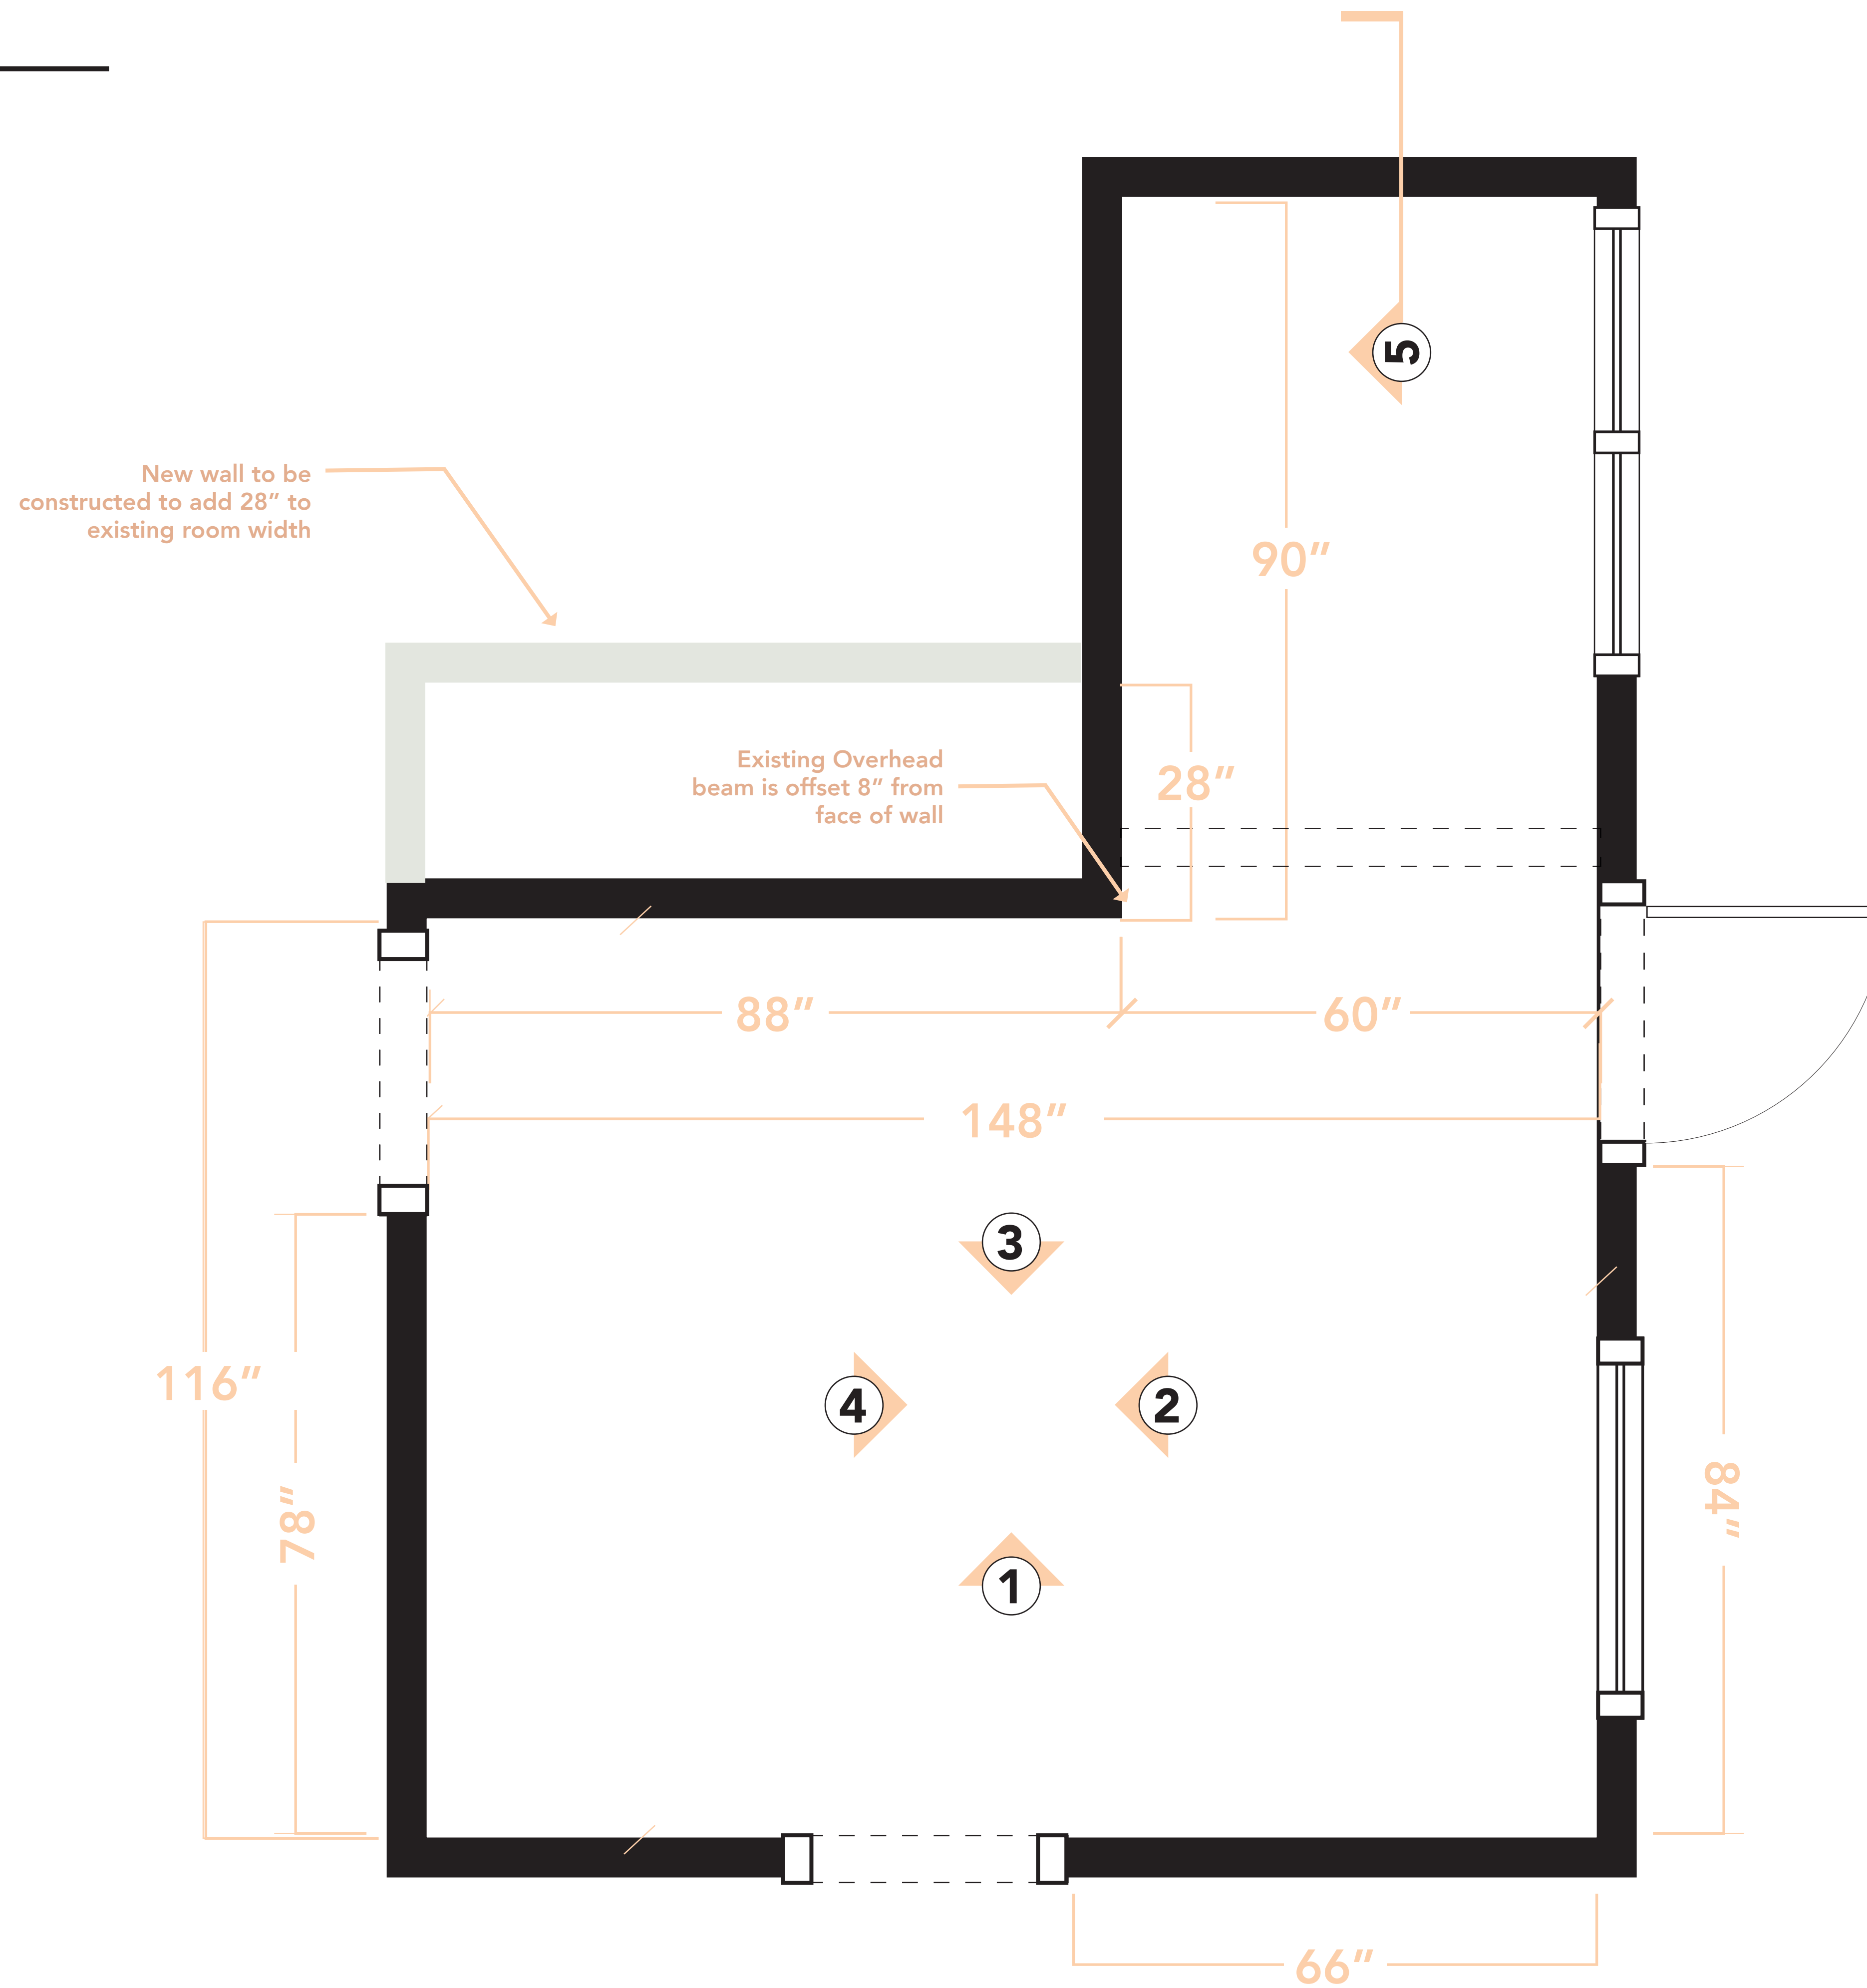 5
New wall to be
constructed to add 28” to
existing room width
90”
Existing Overhead
beam is offset 8” from
face of wall
28”
88”
60”
148”
3
116”
4
2
78”
84”
1
66”